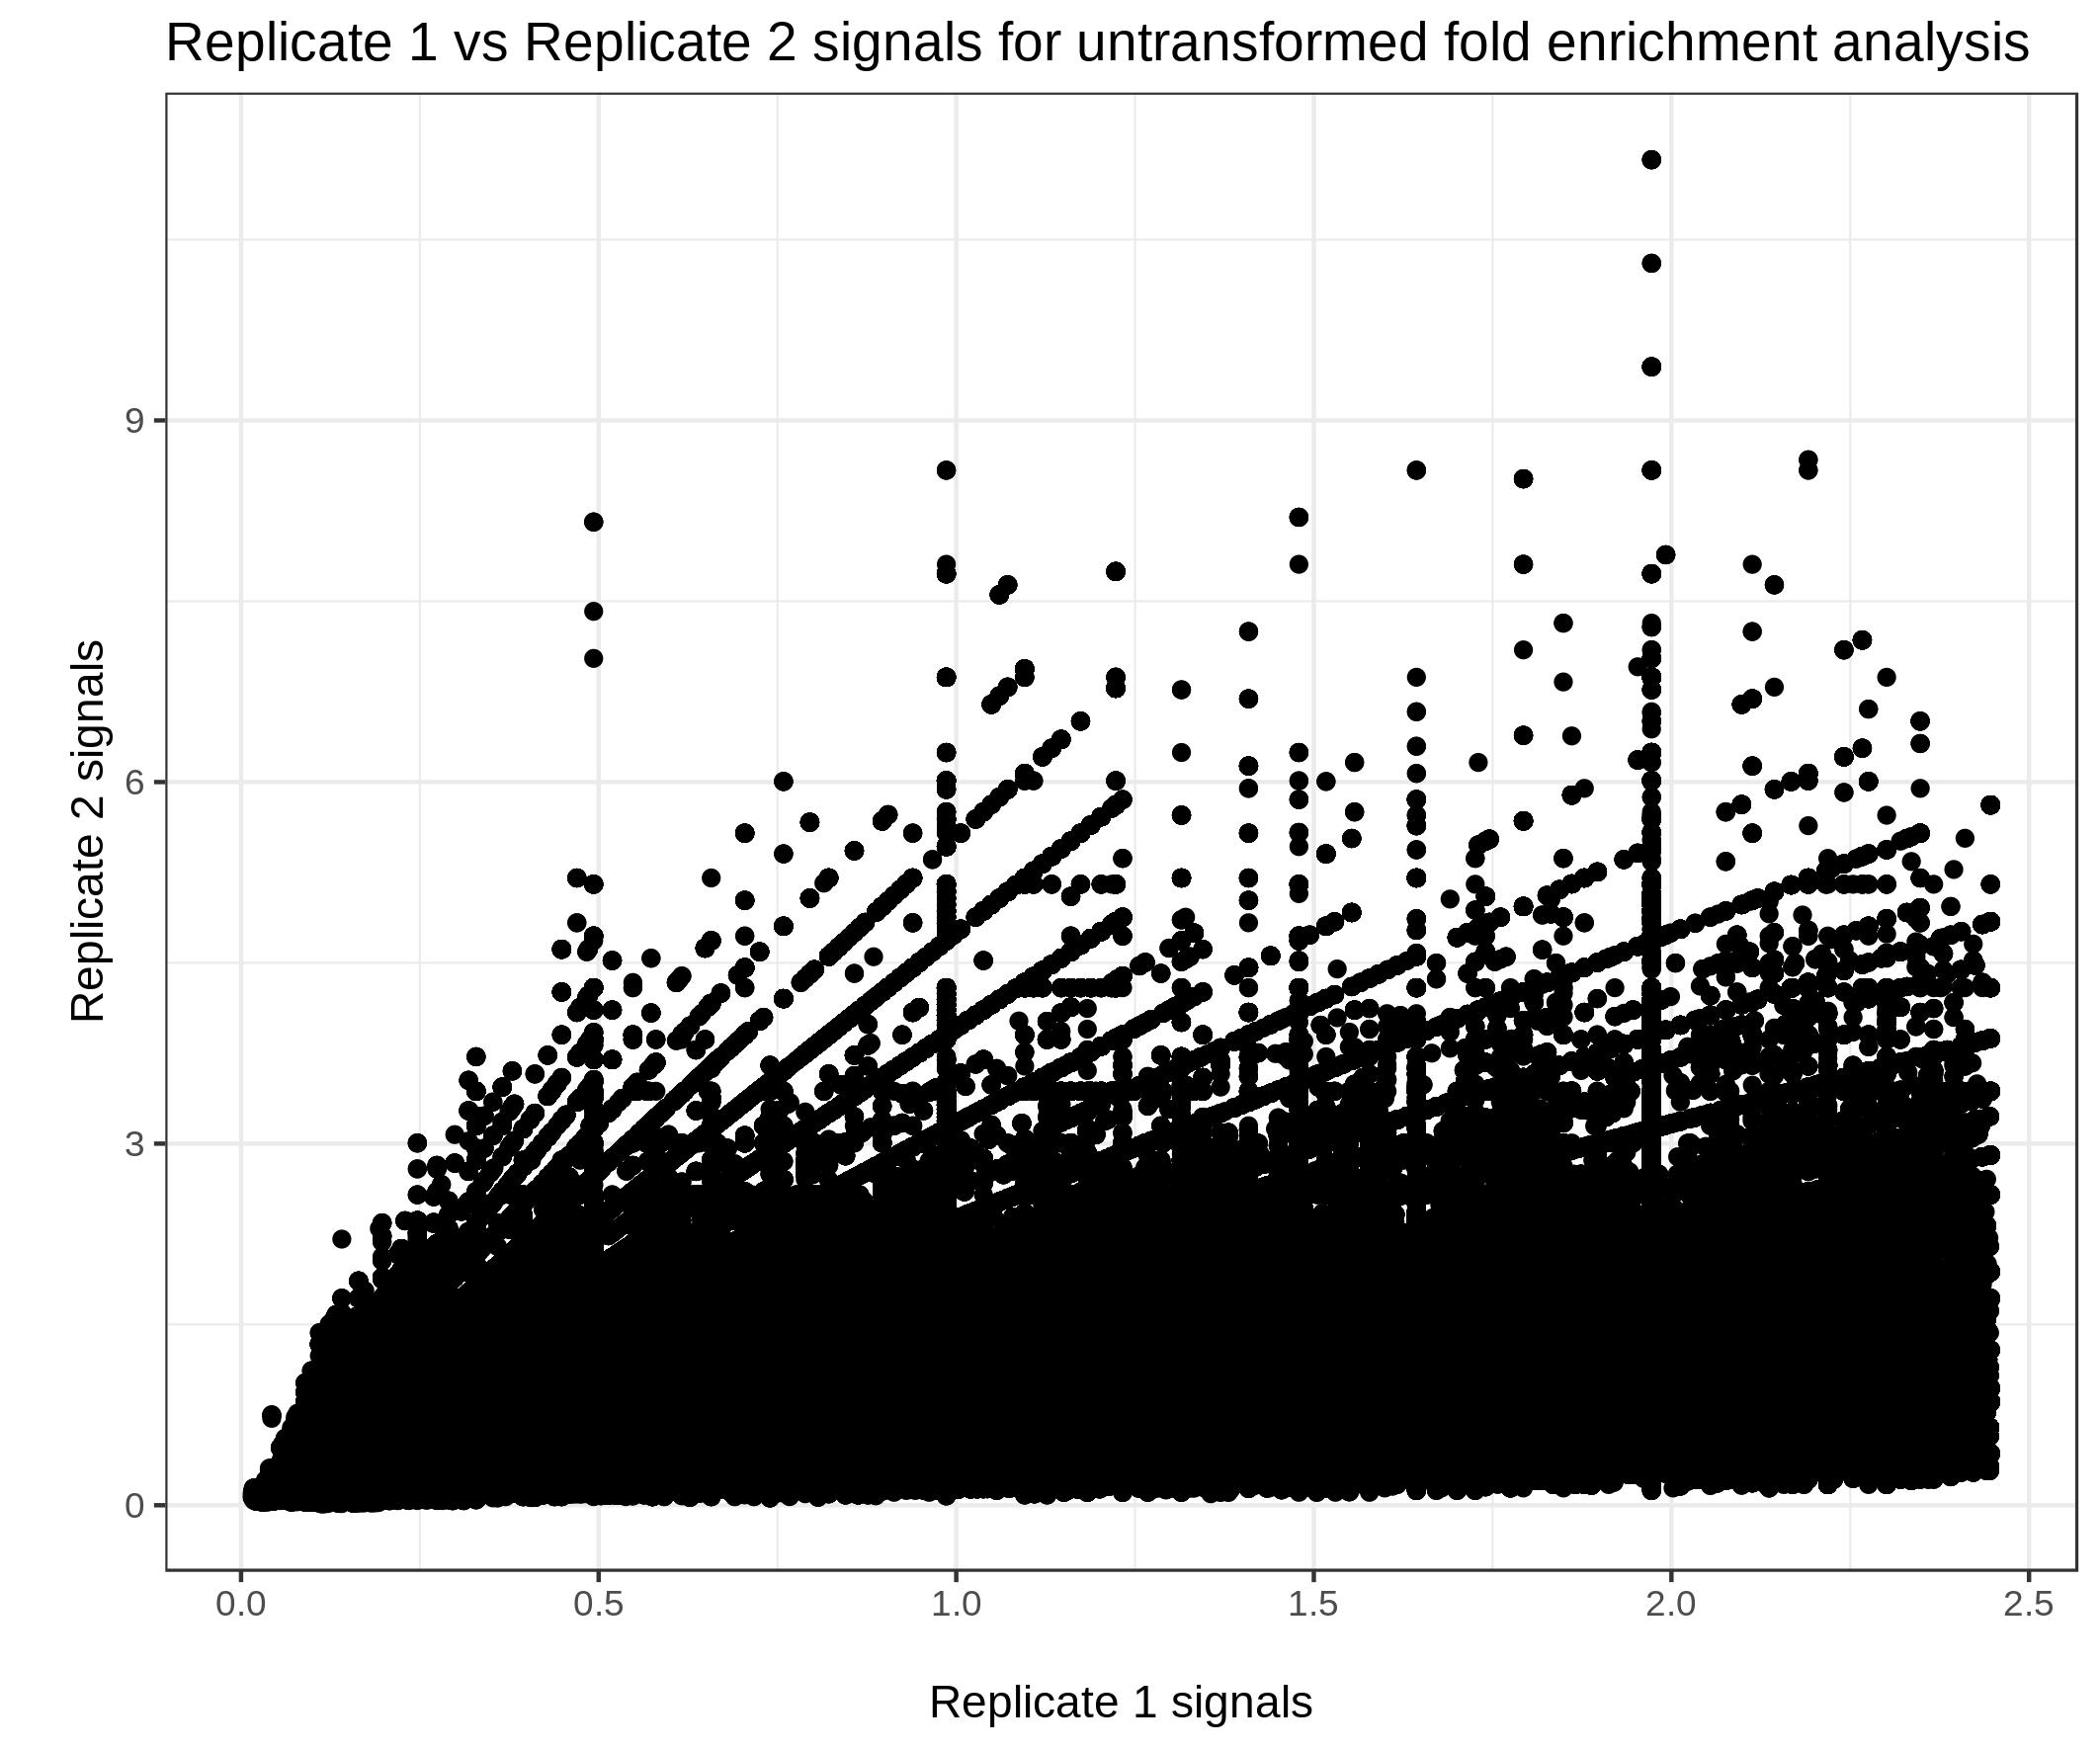 Replicate 1 vs Replicate 2 signals for untransformed fold enrichment analysis
Replicate 2 signals
9
6
3
0
0.0 0.5 1.0 1.5 2.0 2.5
Replicate 1 signals